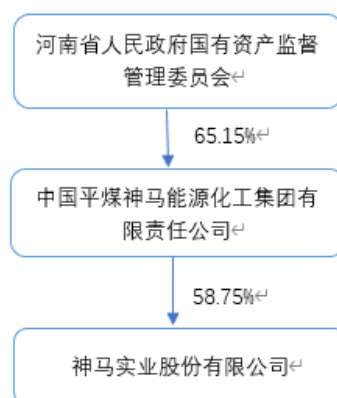 河南省人民政府国有资产监督
管理委员会↵
65.15%↵
中国平煤神马能源化工集团有
限责任公司↵
58.75%↵
神马实业股份有限公司↵